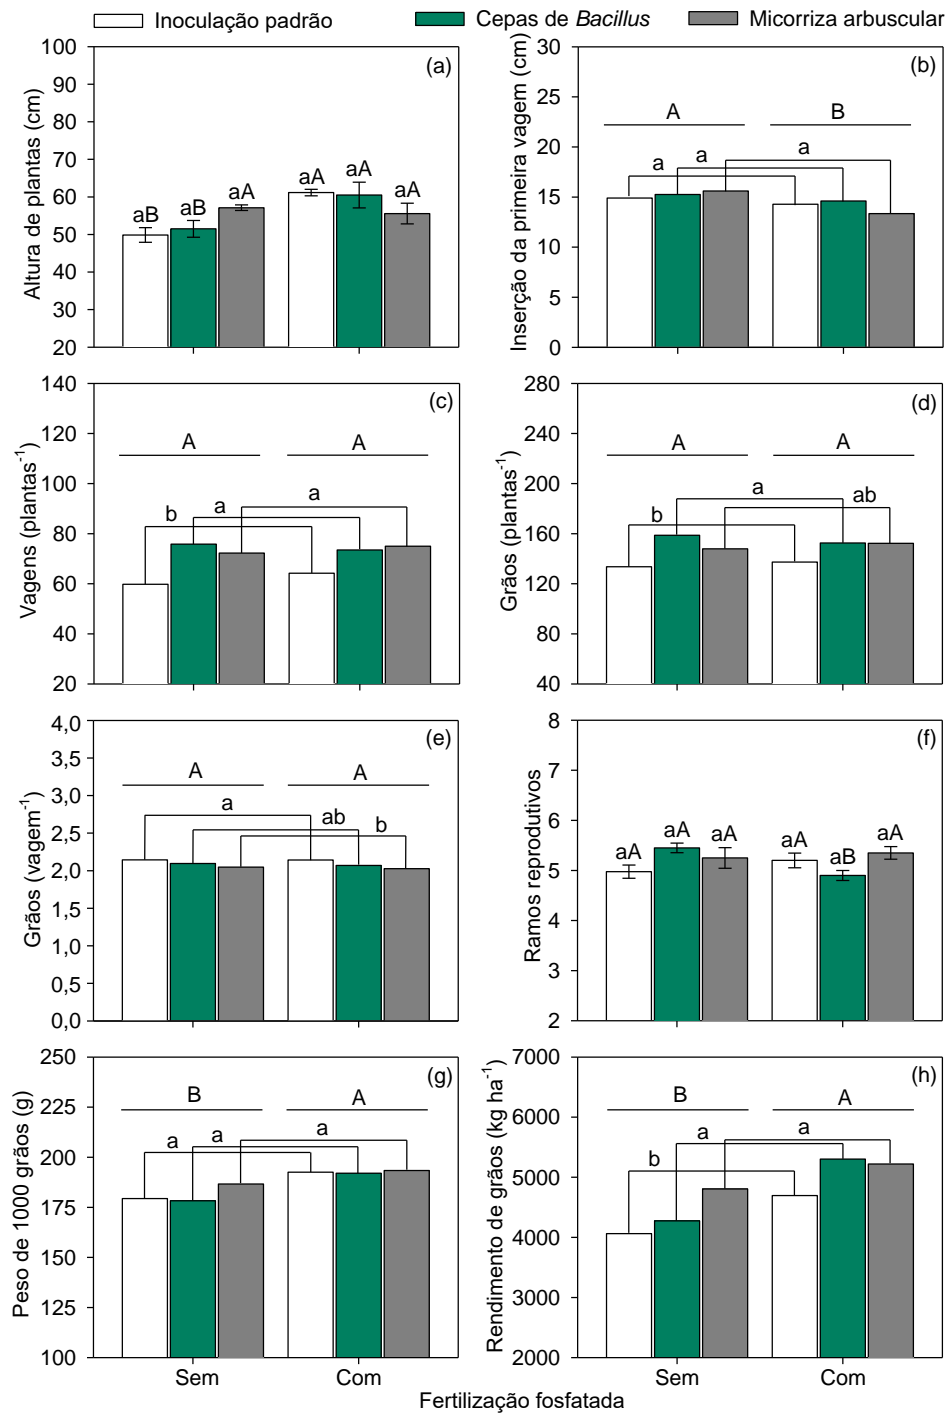 Inoculação padrão Cepas de Bacillus Micorriza arbuscular
(a)
Altura de plantas (cm)
100
90
80
70
60
50
40
30
20
aB aB aA aA aA aA
(b)
Inserção da primeira vagem (cm)
30
25
20
15
10
5
0
A B
a a a
(c)
Vagens (plantas-1)
140
120
100
80
60
40
20
A A
b a a
(d)
Grãos (plantas-1)
280
240
200
160
120
80
40
A A
b a ab
(e)
Grãos (vagem-1)
4,0
3,5
3,0
2,5
2,0
1,5
1,0
0,5
0,0
A A
a ab b
(f)
Ramos reprodutivos
8
7
6
5
4
3
2
aA aA aA aA aB aA
(g)
Peso de 1000 grãos (g)
250
225
200
175
150
125
100
B A
a a a
Sem Com
(h)
Rendimento de grãos (kg ha-1)
7000
6000
5000
4000
3000
2000
B A
b a a
Sem Com
Fertilização fosfatada